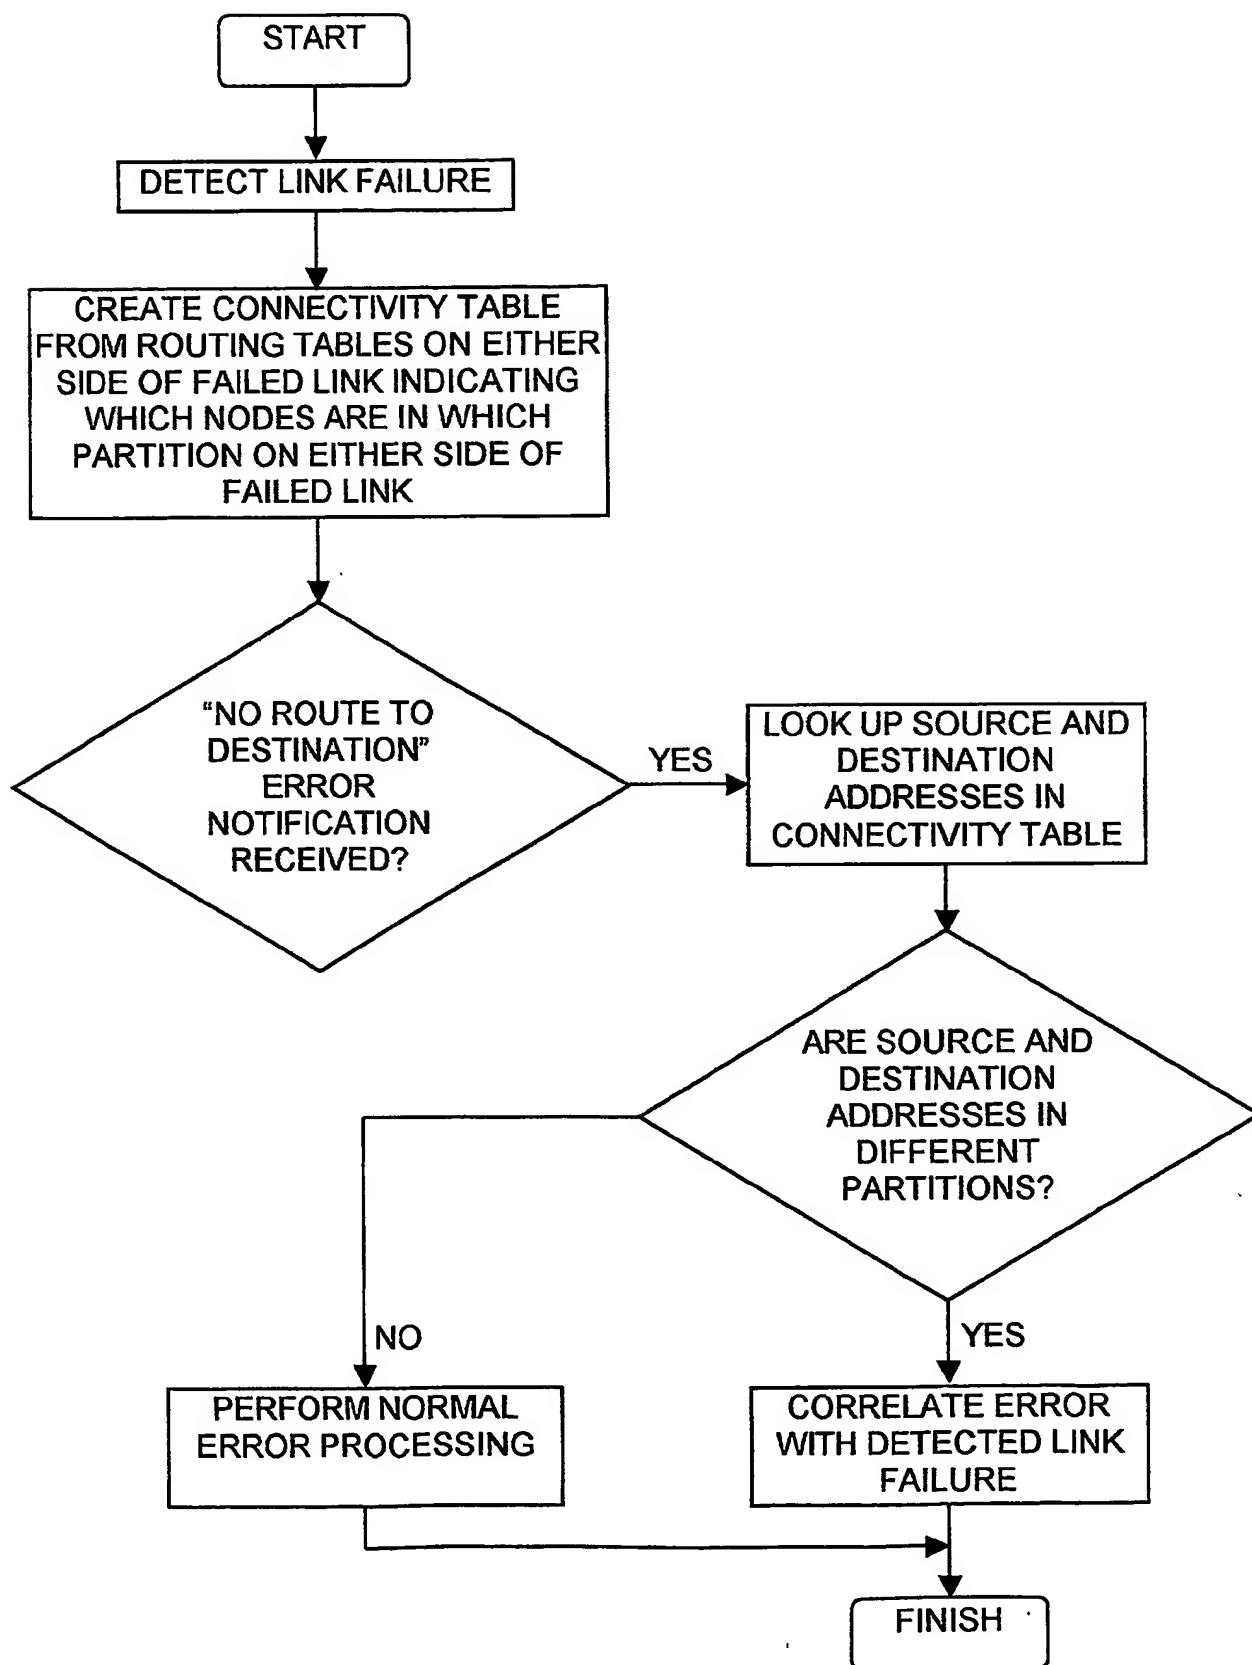 START
DETECT LINK FAILURE
CREATE CONNECTIVITY TABLE
FROM ROUTING TABLES ON EITHER
SIDE OF FAILED LINK INDICATING
WHICH NODES ARE IN WHICH
PARTITION ON EITHER SIDE OF
FAILED LINK
“NO ROUTE TO
DESTINATION”
ERROR
NOTIFICATION
RECEIVED?
YES
LOOK UP SOURCE AND
DESTINATION
ADDRESSES IN
CONNECTIVITY TABLE
ARE SOURCE AND
DESTINATION
ADDRESSES IN
DIFFERENT
PARTITIONS?
NO
YES
PERFORM NORMAL
ERROR PROCESSING
CORRELATE ERROR
WITH DETECTED LINK
FAILURE
FINISH